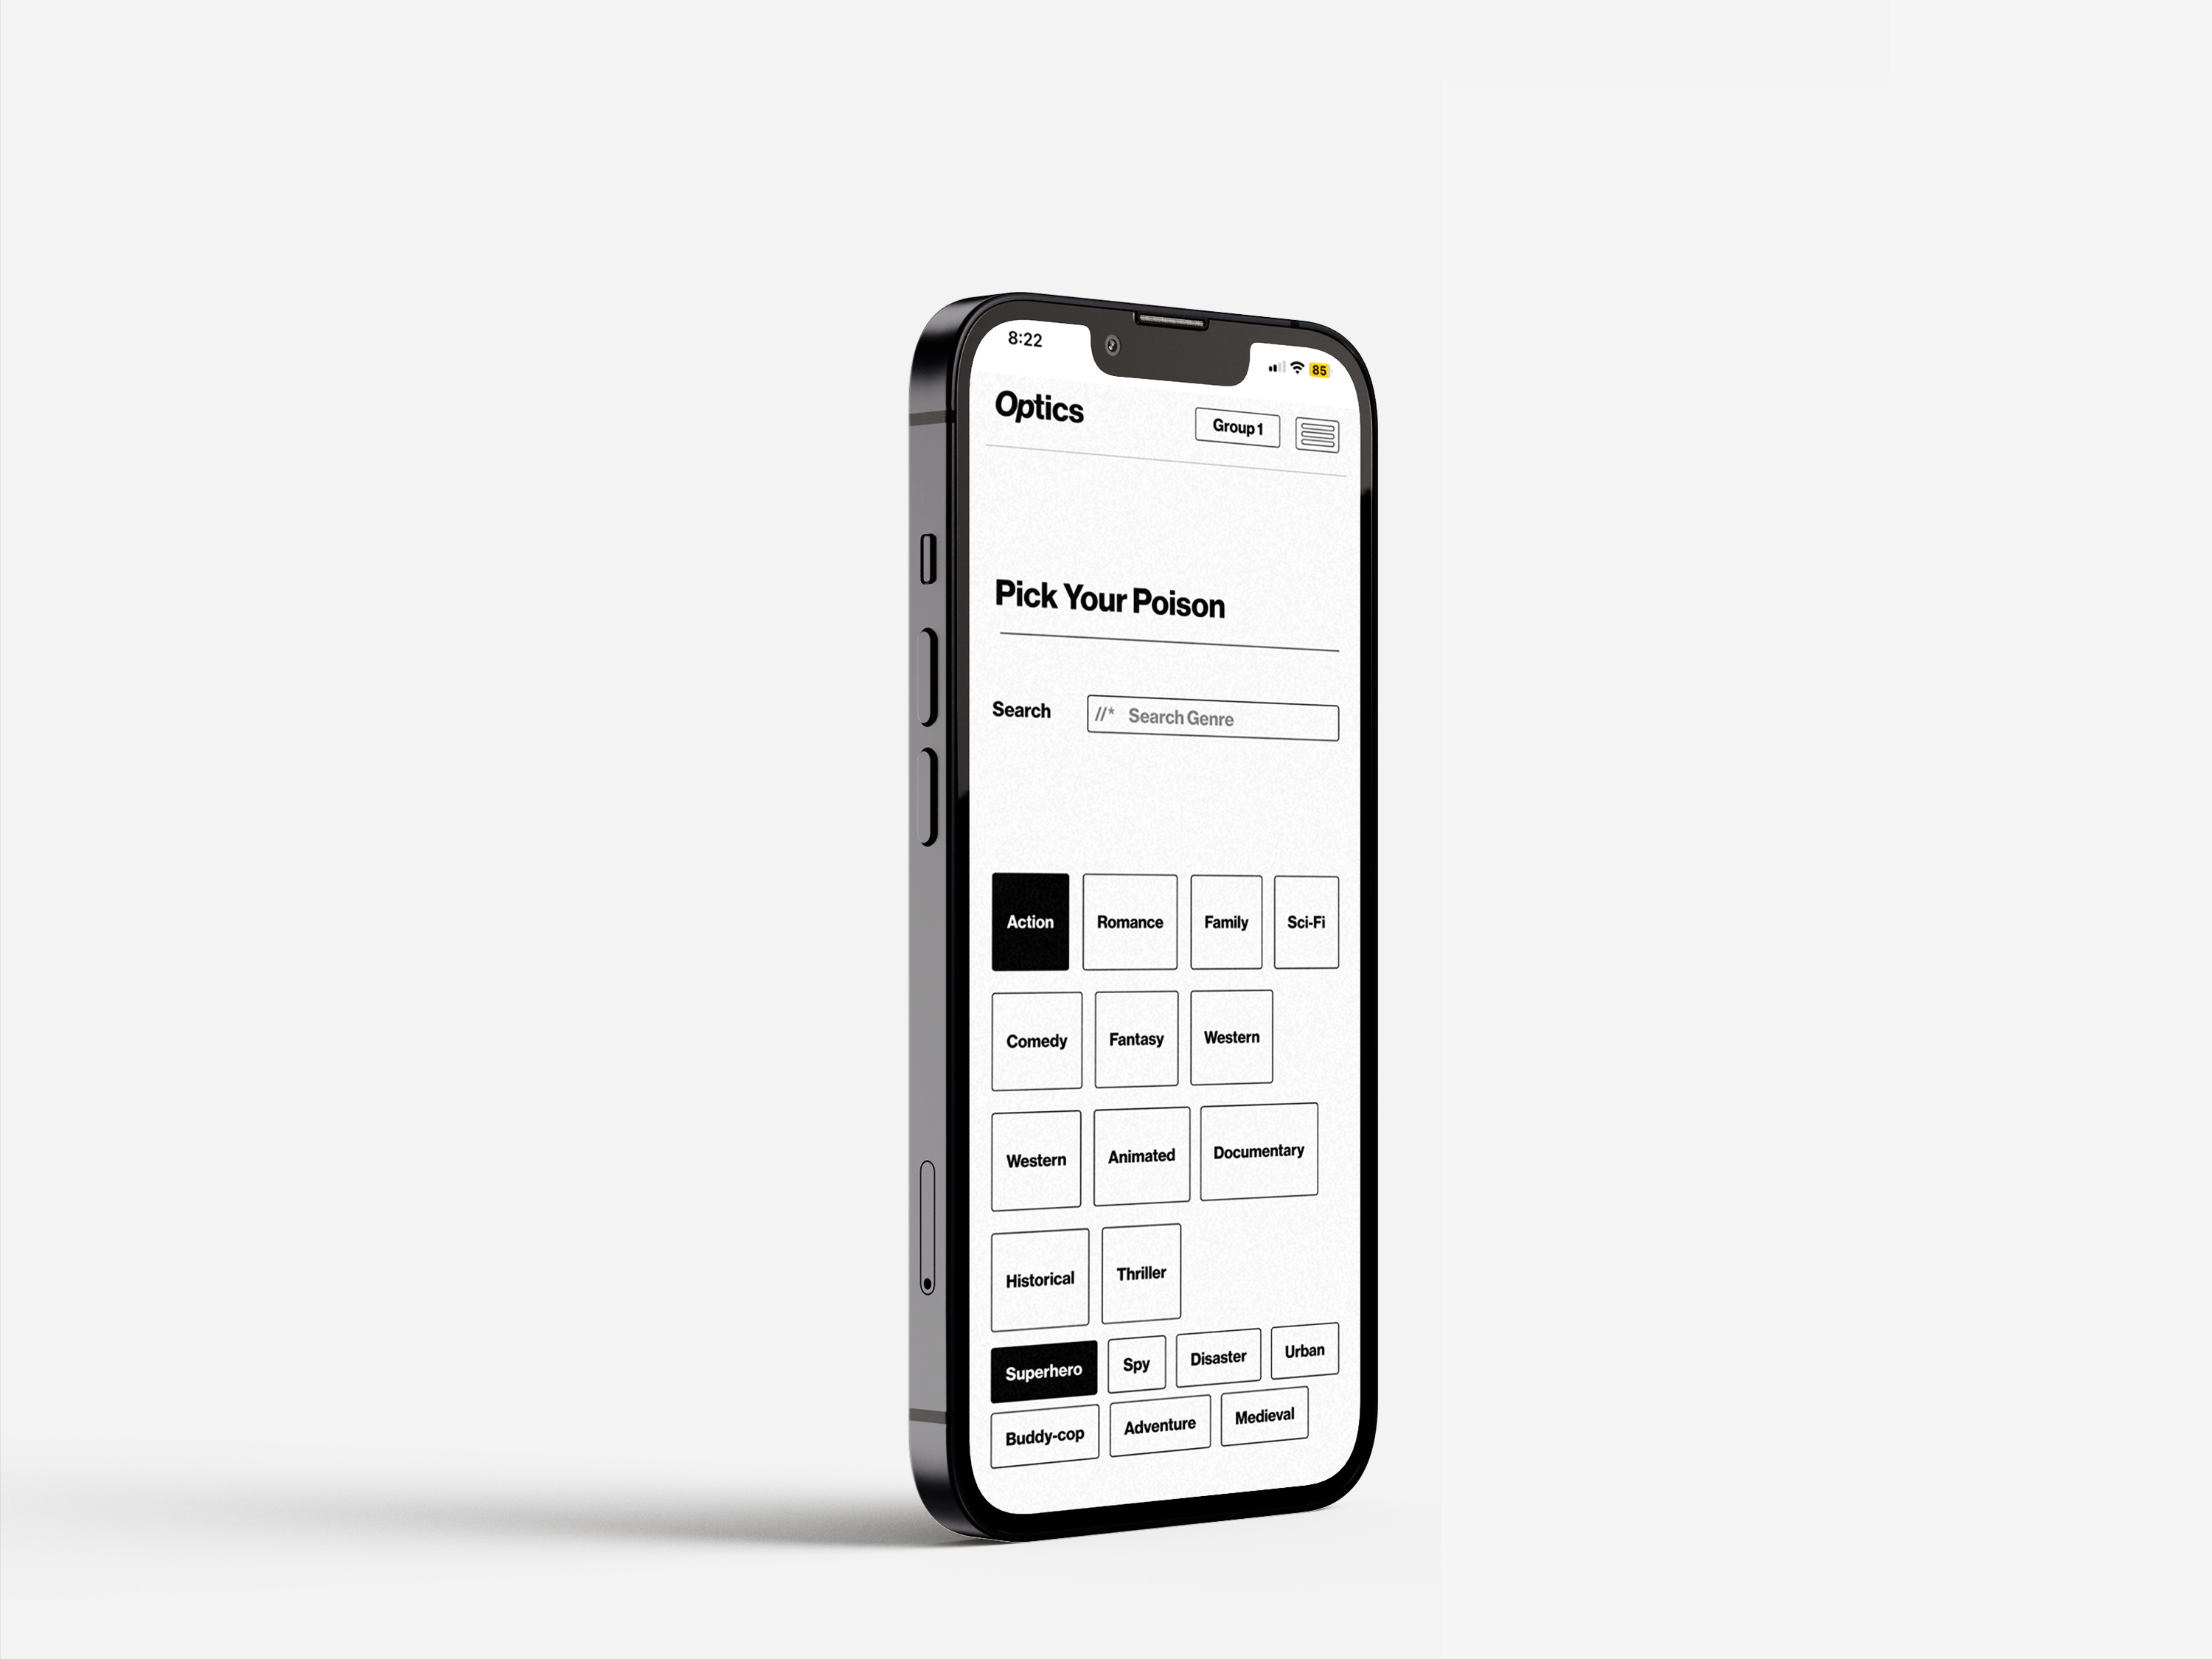 8:22
85
Optics
Group 1
Pick Your Poison
Search
//* Search Genre
Action Romance Family Sci-Fi
Comedy Fantasy Western
Western Animated Documentary
Historical Thriller
Superhero Spy Disaster Urban
Buddy-cop Adventure Medieval